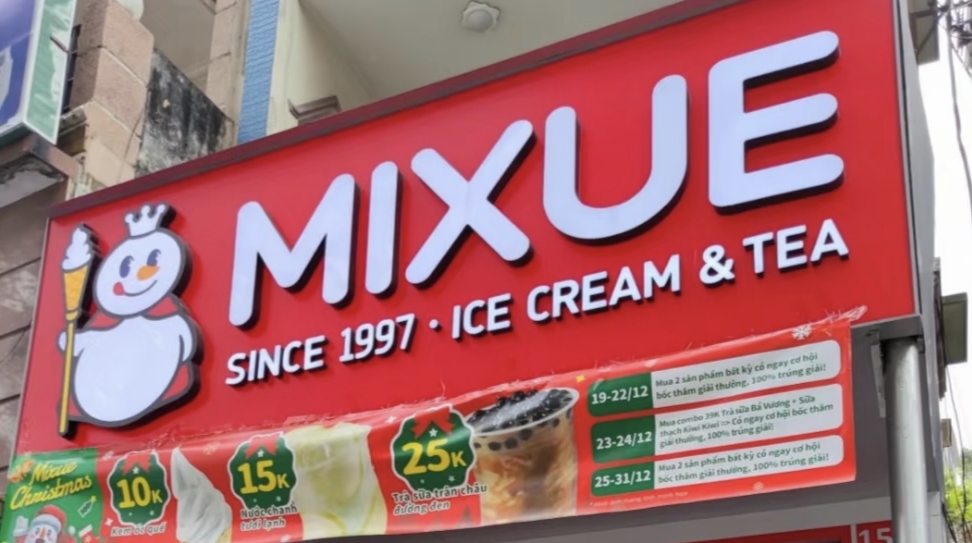 MIXUE
SINCE 1997 · ICE CREAM & TEA
Mixue
Christmas
10K
Kem ốc quế
15K
Nước chanh
tươi lạnh
25K
Trà sữa trân châu
đường đen
19-22/12
Mua 2 sản phẩm bất kỳ có ngay cơ hội
bốc thăm giải thưởng, 100% trúng giải!
23-24/12
Mua combo 39K Trà sữa Bá Vương + Sữa
thạch Kiwi Kiwi => Có ngay cơ hội bốc thăm
giải thưởng, 100% trúng giải!
25-31/12
Mua 2 sản phẩm bất kỳ có ngay cơ hội
bốc thăm giải thưởng, 100% trúng giải!
15